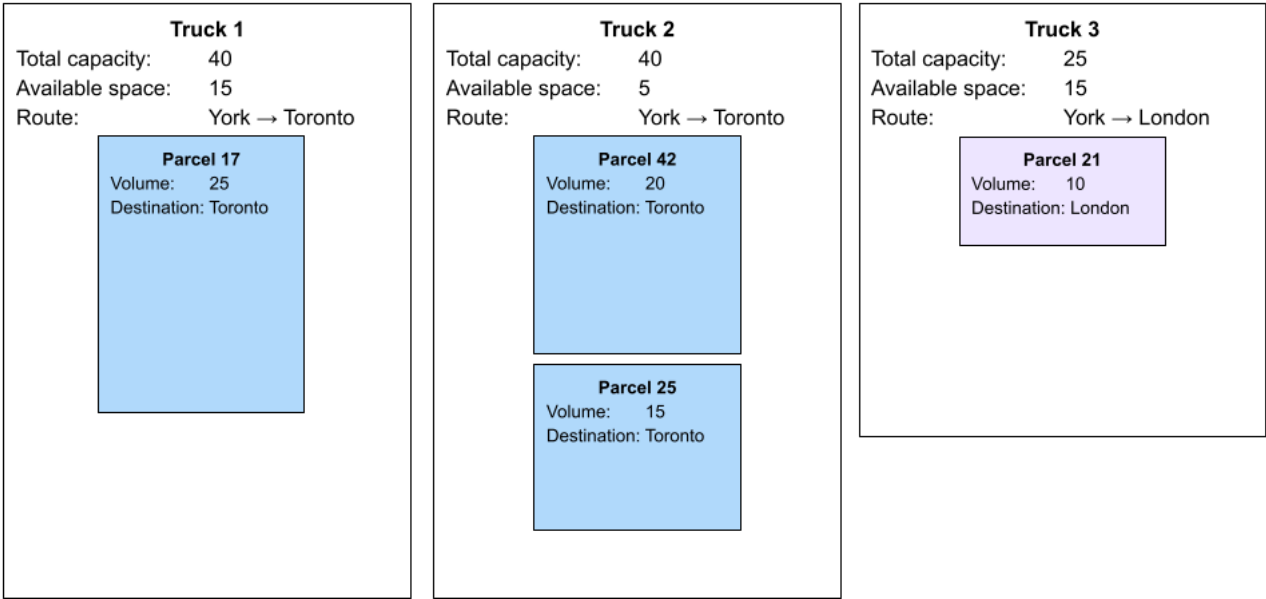 Truck 1
Total capacity: 40
Available space: 15
Route: York → Toronto
Parcel 17
Volume: 25
Destination: Toronto
Truck 2
Total capacity: 40
Available space: 5
Route: York → Toronto
Parcel 42
Volume: 20
Destination: Toronto
Parcel 25
Volume: 15
Destination: Toronto
Truck 3
Total capacity: 25
Available space: 15
Route: York → London
Parcel 21
Volume: 10
Destination: London